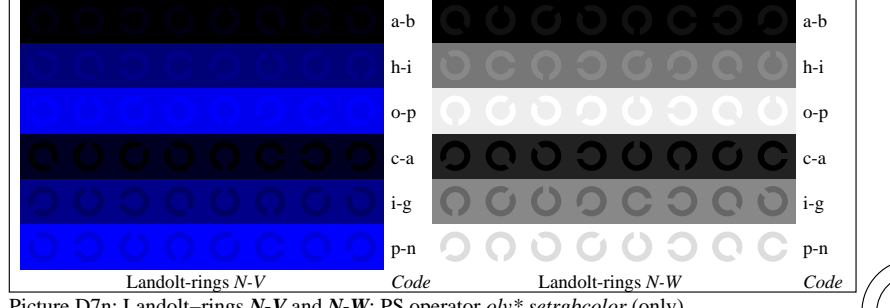 a-b a-b
h-i h-i
o-p o-p
c-a c-a
i-g i-g
p-n p-n
Landolt-rings N-V Code Landolt-rings N-W Code
Picture D7n: Landolt–rings N-V and N-W; PS operator olv* setrgbcolor (only)